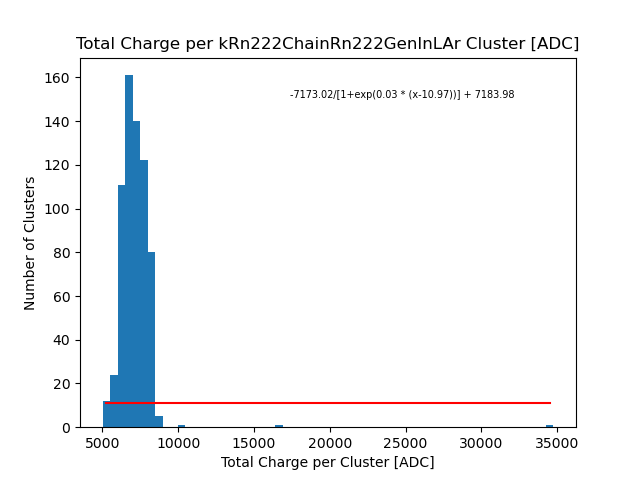 Total Charge per kRn222ChainRn222GenInLAr Cluster [ADC]
-7173.02/[1+exp(0.03 * (x-10.97))] + 7183.98
160
140
120
100
80
60
40
20
0
Number of Clusters
5000 10000 15000 20000 25000 30000 35000
Total Charge per Cluster [ADC]